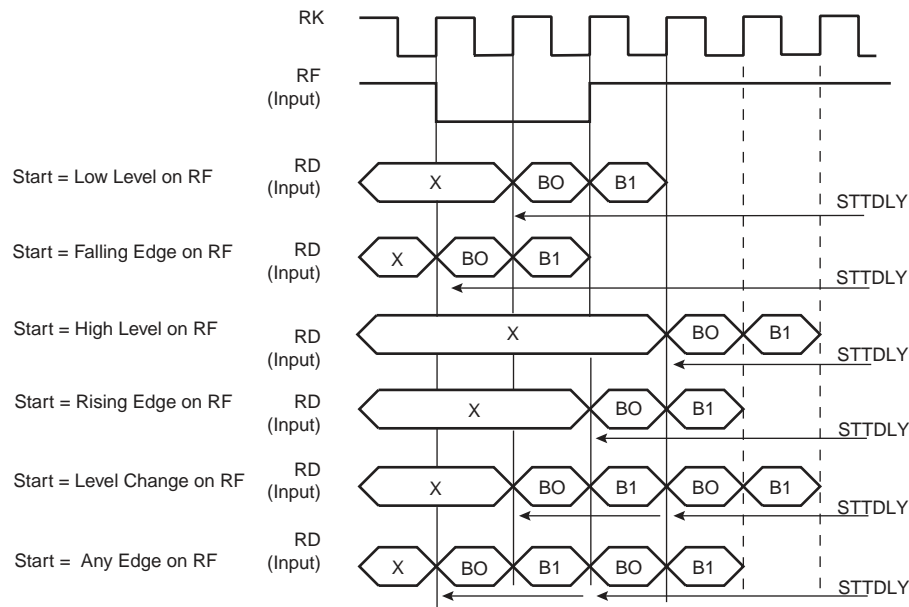 RK
RF
(Input)
Start = Low Level on RF
RD
(Input)
X
BO
B1
STTDLY
Start = Falling Edge on RF
RD
(Input)
X
BO
B1
STTDLY
Start = High Level on RF
RD
(Input)
X
BO
B1
STTDLY
Start = Rising Edge on RF
RD
(Input)
X
BO
B1
STTDLY
Start = Level Change on RF
RD
(Input)
X
BO
B1
BO
B1
STTDLY
Start = Any Edge on RF
RD
(Input)
X
BO
B1
BO
B1
STTDLY